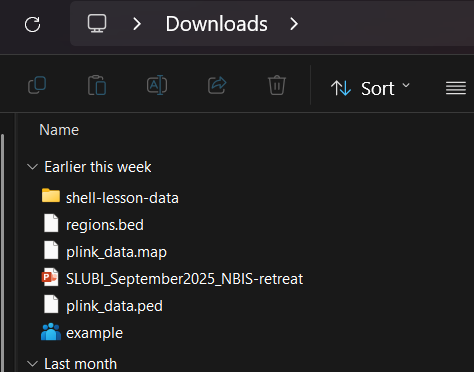 Downloads
Sort
Name
Earlier this week
shell-lesson-data
regions.bed
plink_data.map
SLUBI_September2025_NBIS-retreat
plink_data.ped
example
Last month